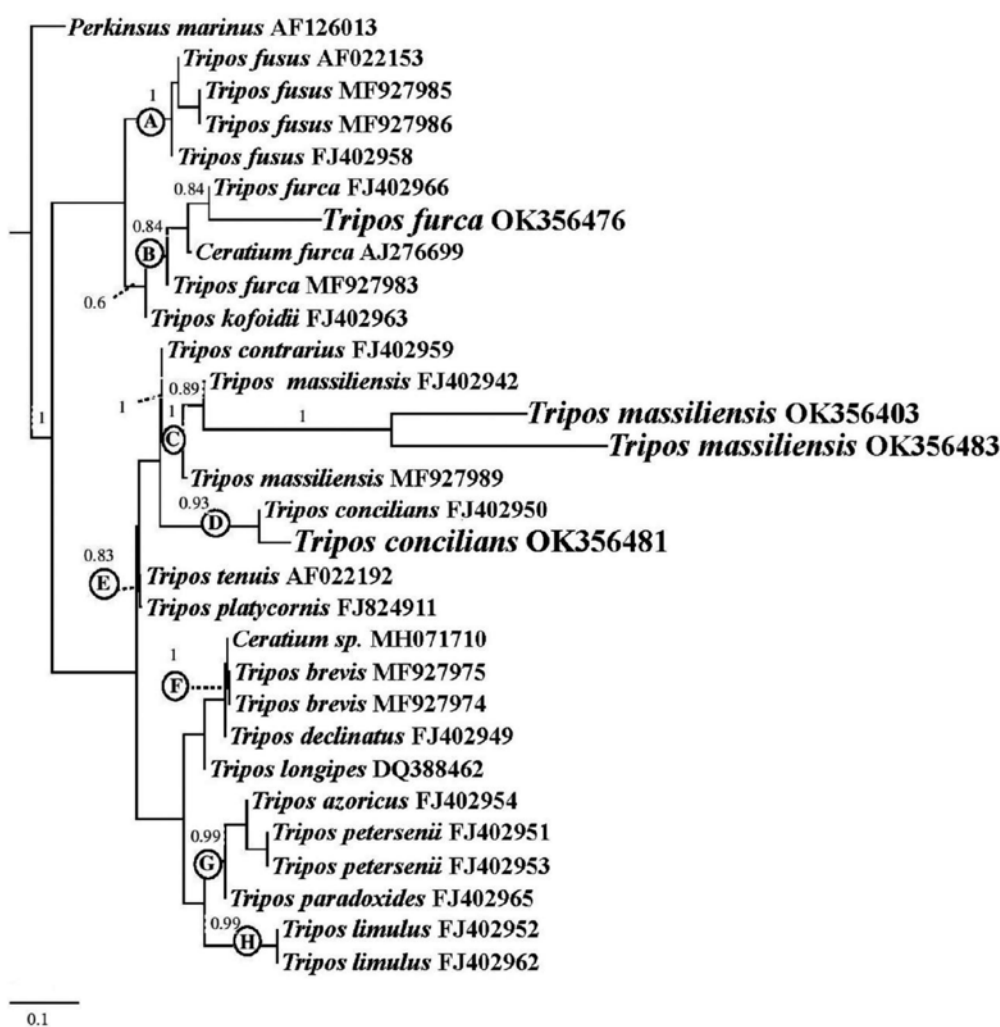 Perkinsus marinus AF126013
Tripos fusus AF022153
Tripos fusus MF927985
1
A
Tripos fusus MF927986
Tripos fusus FJ402958
0.84
Tripos furca FJ402966
Tripos furca OK356476
0.84
B
Ceratium furca AJ276699
Tripos furca MF927983
0.6
Tripos kofoidii FJ402963
Tripos contrarius FJ402959
0.89
Tripos massiliensis FJ402942
1
1
1
1
Tripos massiliensis OK356403
C
Tripos massiliensis OK356483
Tripos massiliensis MF927989
0.93
Tripos concilians FJ402950
D
Tripos concilians OK356481
0.83
E
Tripos tenuis AF022192
Tripos platycornis FJ824911
Ceratium sp. MH071710
1
F
Tripos brevis MF927975
Tripos brevis MF927974
Tripos declinatus FJ402949
Tripos longipes DQ388462
Tripos azoricus FJ402954
0.99
Tripos petersenii FJ402951
G
Tripos petersenii FJ402953
Tripos paradoxides FJ402965
0.99
Tripos limulus FJ402952
H
Tripos limulus FJ402962
0.1